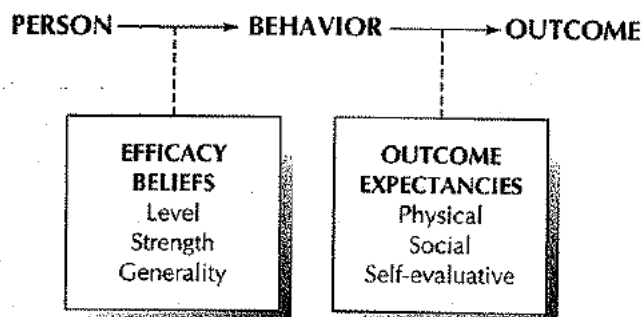 PERSON BEHAVIOR OUTCOME
EFFICACY
BELIEFS
Level
Strength
Generality
OUTCOME
EXPECTANCIES
Physical
Social
Self-evaluative